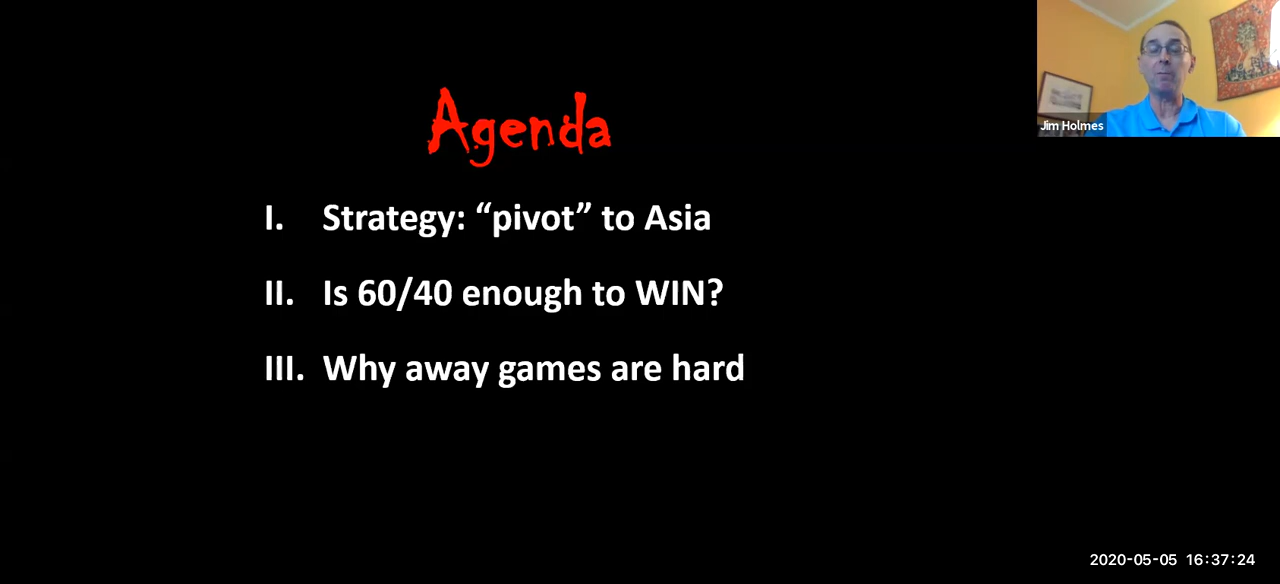 Agenda
I. Strategy: “pivot” to Asia
II. Is 60/40 enough to WIN?
III. Why away games are hard
Jim Holmes
2020-05-05 16:37:24